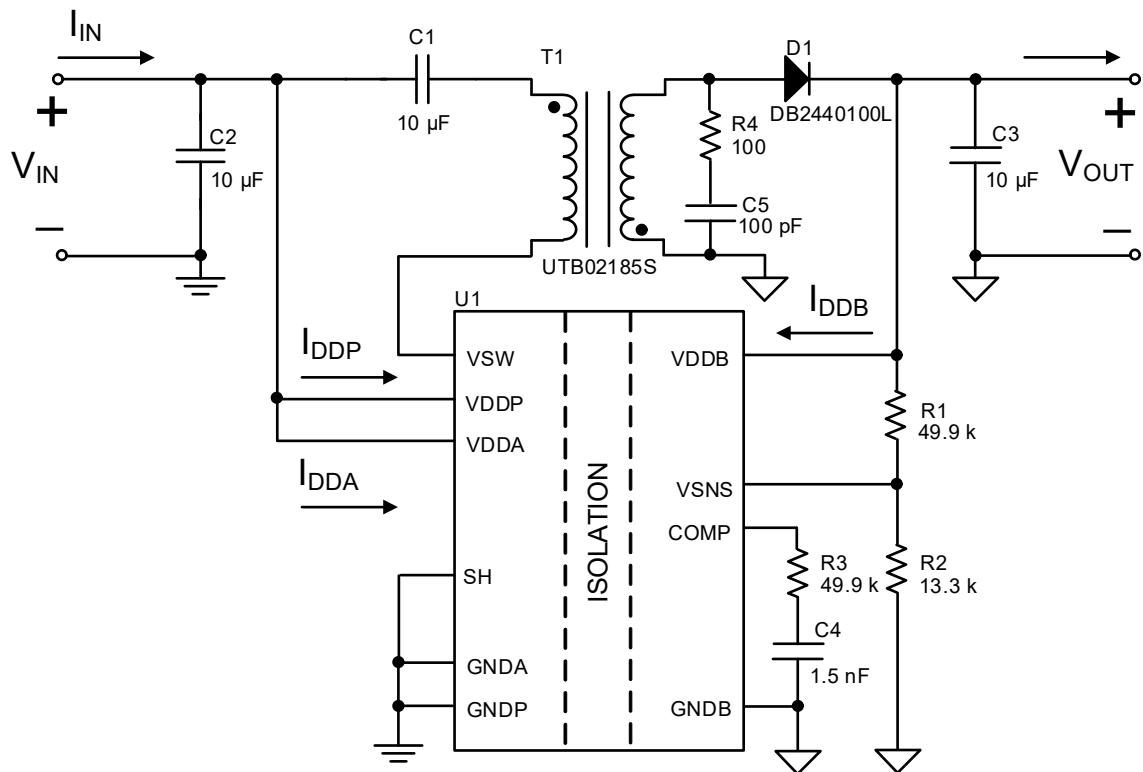 I_IN
C1
T1
D1
+
C2
10 µF
10 µF
DB2440100L
+
V_IN
R4
100
C3
10 µF
V_OUT
–
C5
100 pF
–
UTB02185S
U1
I_DDB
I_DDP
VSW
VDDB
VDDP
R1
49.9 k
VDDA
I_DDA
VSNS
COMP
ISOLATION
SH
R3
49.9 k
R2
13.3 k
C4
1.5 nF
GNDA
GNDP
GNDB